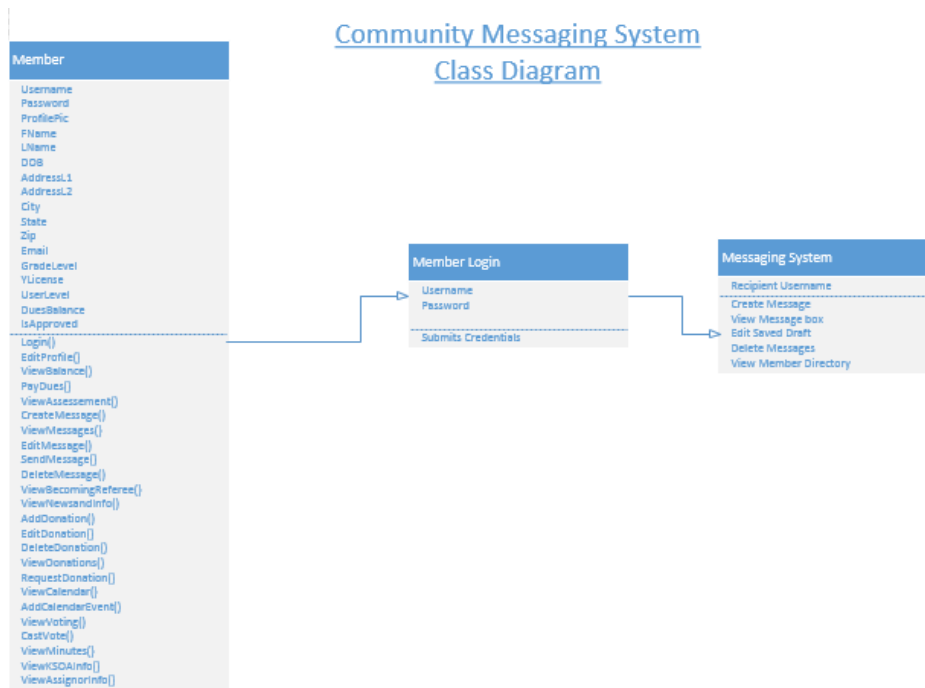 Community Messaging System
Class Diagram
Member
Username
Password
ProfilePic
FName
LName
DOB
AddressL1
AddressL2
City
State
Zip
Email
GradeLevel
YLicense
UserLevel
DuesBalance
IsApproved
Login()
EditProfile()
ViewBalance()
PayDues()
ViewAssessement()
CreateMessage()
ViewMessages()
EditMessage()
SendMessage()
DeleteMessage()
ViewBecomingReferee()
ViewNewsandInfo()
AddDonation()
EditDonation()
DeleteDonation()
ViewDonations()
RequestDonation()
ViewCalendar()
AddCalendarEvent()
ViewVoting()
CastVote()
ViewMinutes()
ViewKSOAInfo()
ViewAssignorInfo()
Member Login
Username
Password
Submits Credentials
Messaging System
Recipient Username
Create Message
View Message box
Edit Saved Draft
Delete Messages
View Member Directory